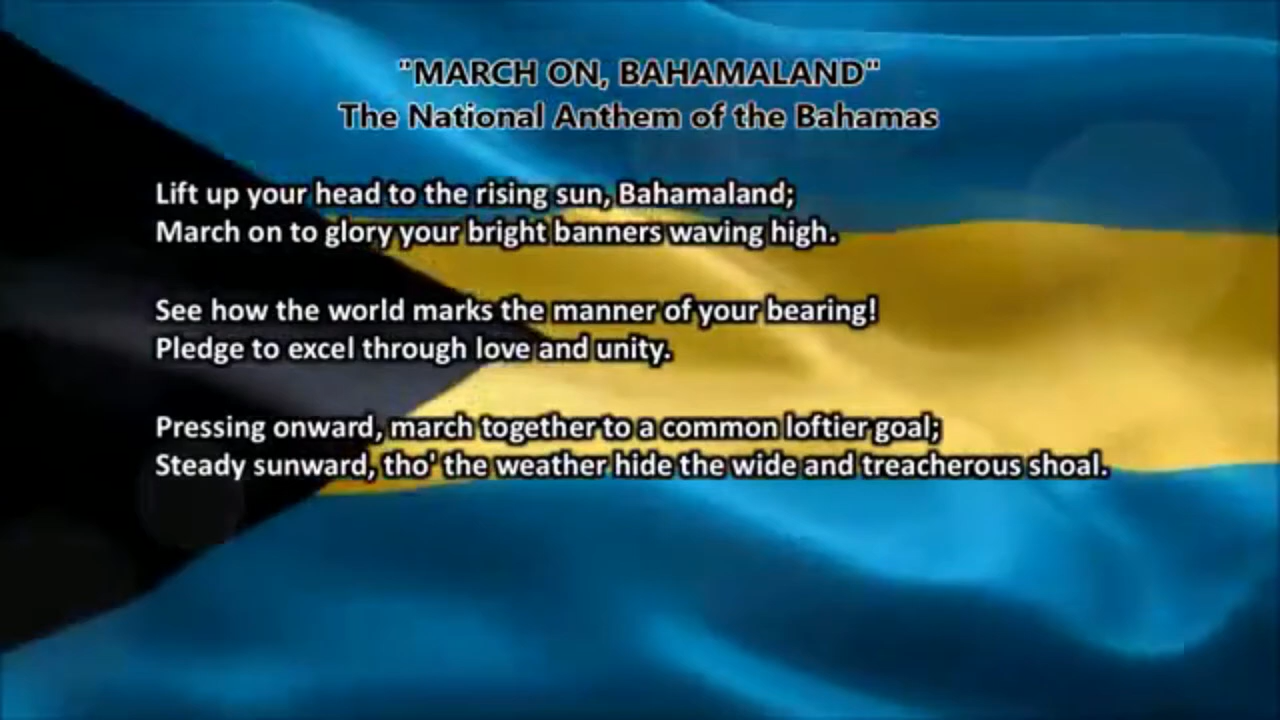 "MARCH ON, BAHAMALAND"
The National Anthem of the Bahamas
Lift up your head to the rising sun, Bahamaland;
March on to glory your bright banners waving high.
See how the world marks the manner of your bearing!
Pledge to excel through love and unity.
Pressing onward, march together to a common loftier goal;
Steady sunward, tho' the weather hide the wide and treacherous shoal.